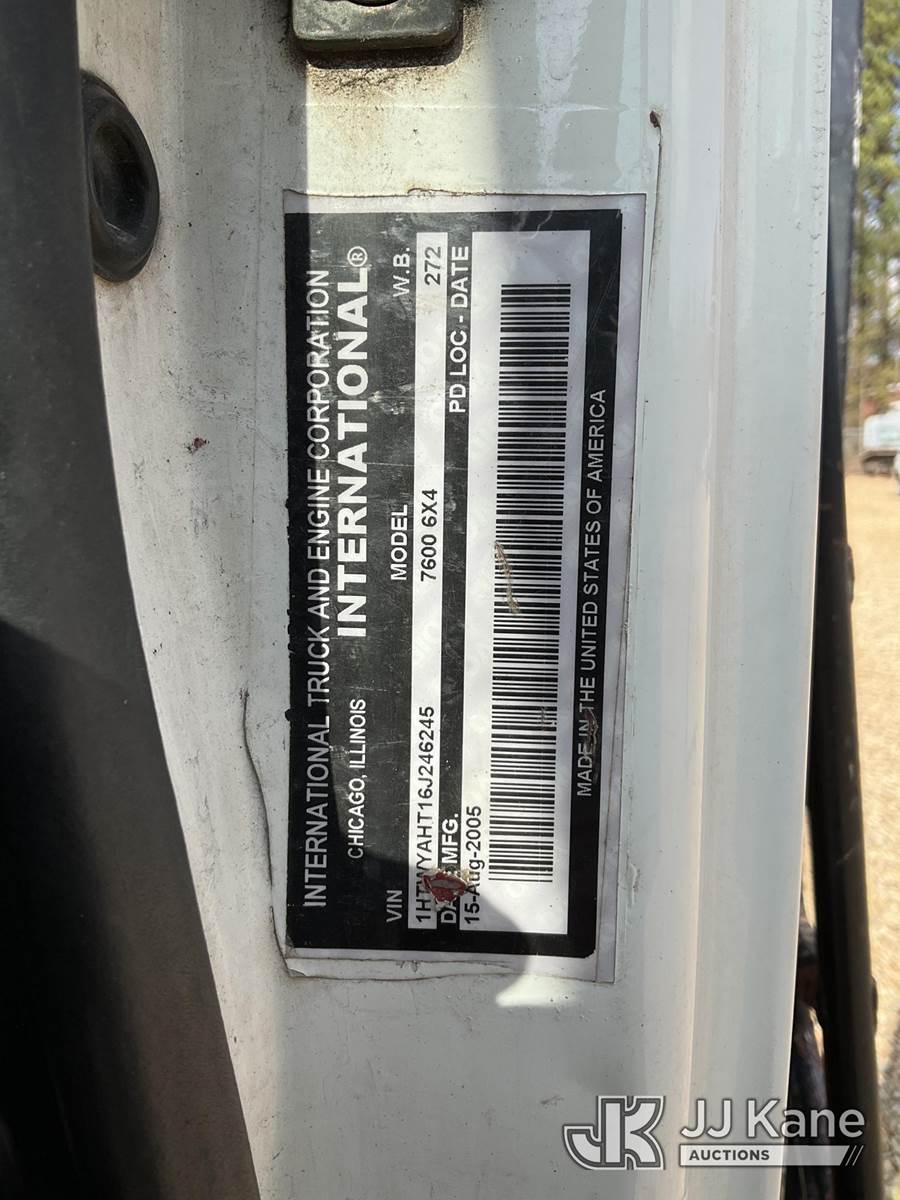 INTERNATIONAL TRUCK AND ENGINE CORPORATION
CHICAGO, ILLINOIS INTERNATIONAL®
VIN MODEL W.B.
1HTWYAHT16J246245 7600 6X4 272
MFG. PD LOC - DATE
15-Aug-2005
MADE IN THE UNITED STATES OF AMERICA
JK JJ Kane
AUCTIONS